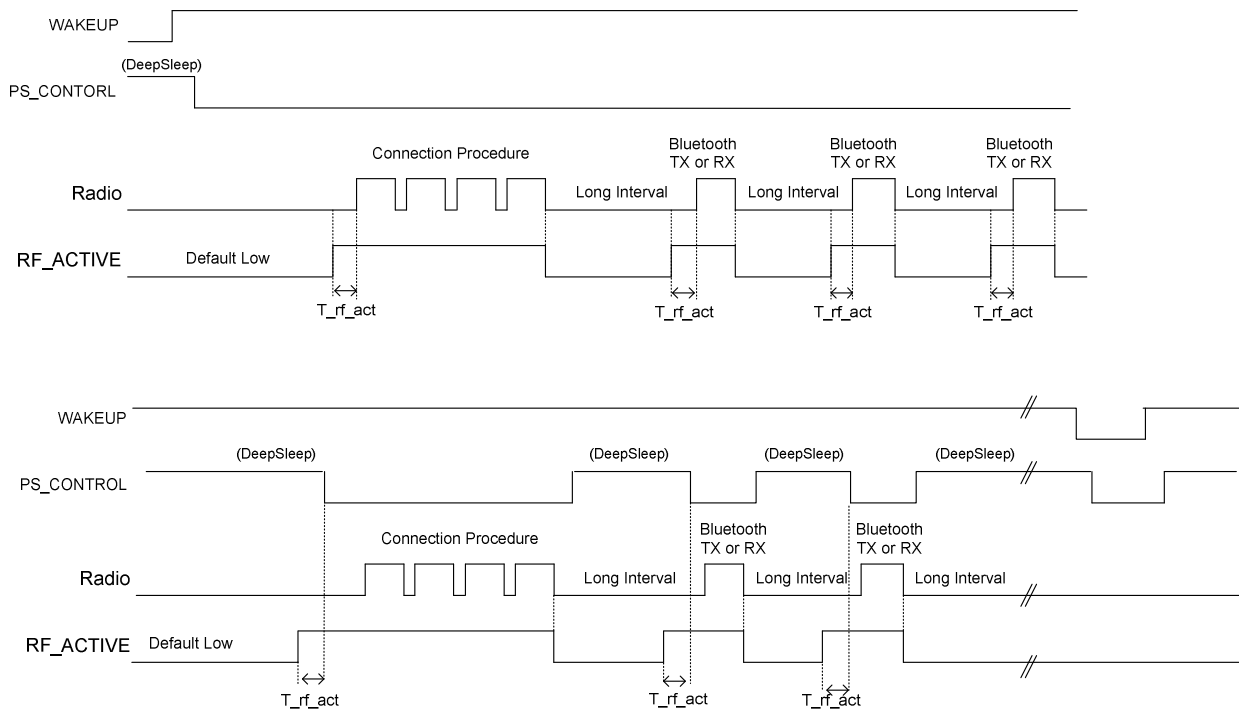 WAKEUP
(DeepSleep)
PS_CONTORL
Connection Procedure
Bluetooth
TX or RX
Bluetooth
TX or RX
Bluetooth
TX or RX
Radio
Long Interval
Long Interval
Long Interval
RF_ACTIVE
Default Low
T_rf_act
T_rf_act
T_rf_act
T_rf_act
WAKEUP
(DeepSleep)
(DeepSleep)
(DeepSleep)
(DeepSleep)
PS_CONTROL
Connection Procedure
Bluetooth
TX or RX
Bluetooth
TX or RX
Radio
Long Interval
Long Interval
Long Interval
RF_ACTIVE
Default Low
T_rf_act
T_rf_act
T_rf_act